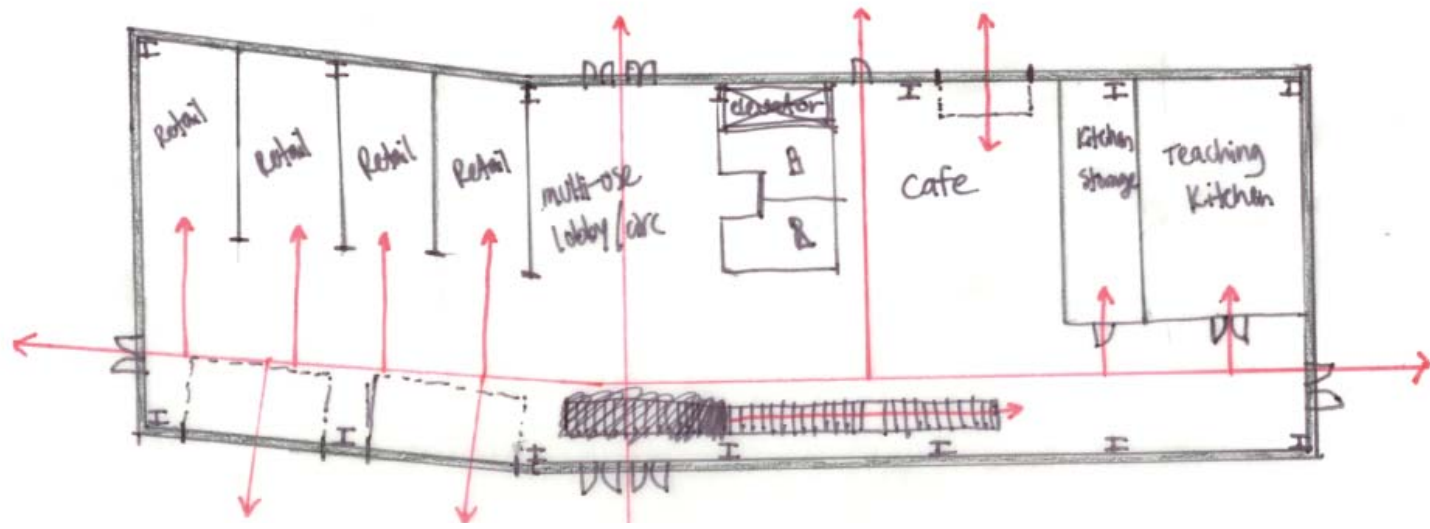 Retail
Retail
Retail
Retail
multi-use
lobby/circ
elevator
cafe
Kitchen
Storage
Teaching
Kitchen